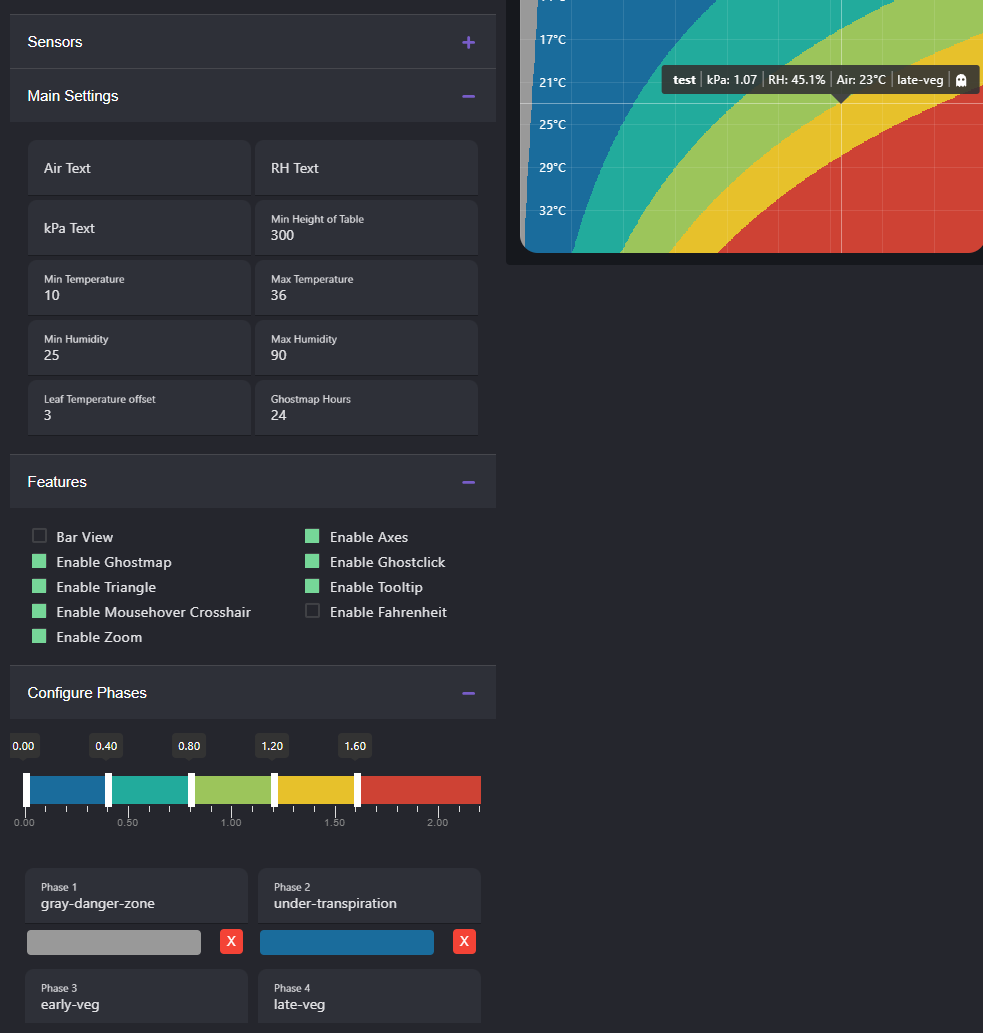 Sensors
Main Settings
Air Text
RH Text
kPa Text
Min Height of Table
300
Min Temperature
10
Max Temperature
36
Min Humidity
25
Max Humidity
90
Leaf Temperature offset
3
Ghostmap Hours
24
Features
Bar View
Enable Axes
Enable Ghostmap
Enable Ghostclick
Enable Triangle
Enable Tooltip
Enable Mousehover Crosshair
Enable Fahrenheit
Enable Zoom
Configure Phases
0.00 0.40 0.80 1.20 1.60
0.00 0.50 1.00 1.50 2.00
Phase 1
gray-danger-zone
Phase 2
under-transpiration
X
X
Phase 3
early-veg
Phase 4
late-veg
17°C
test | kPa: 1.07 | RH: 45.1% | Air: 23°C | late-veg |
21°C
25°C
29°C
32°C